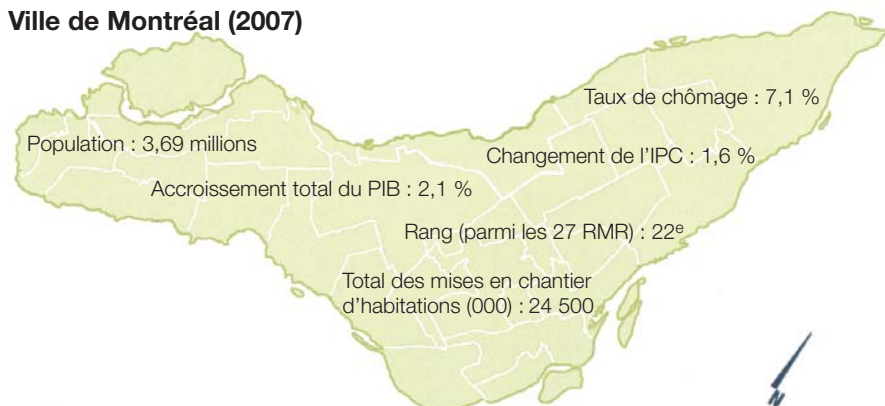 Ville de Montréal (2007)
Taux de chômage : 7,1 %
Population : 3,69 millions
Changement de l'IPC : 1,6 %
Accroissement total du PIB : 2,1 %
Rang (parmi les 27 RMR) : 22e
Total des mises en chantier
d'habitations (000) : 24 500
N